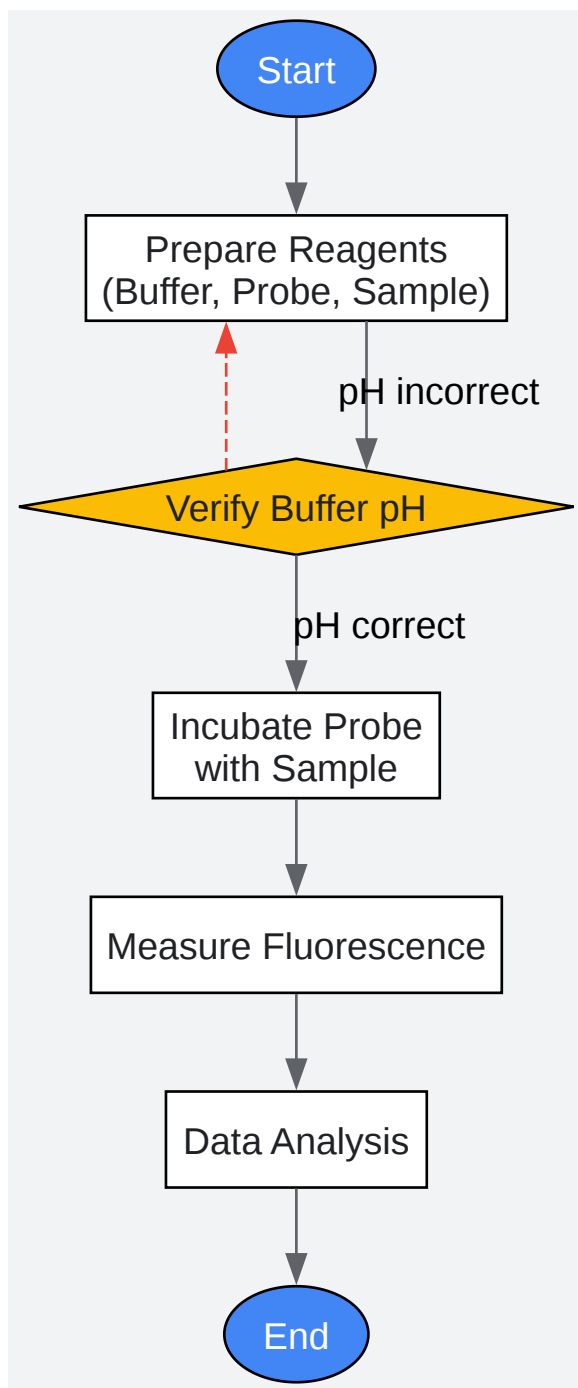 Start
Prepare Reagents
(Buffer, Probe, Sample)
pH incorrect
Verify Buffer pH
pH correct
Incubate Probe
with Sample
Measure Fluorescence
Data Analysis
End